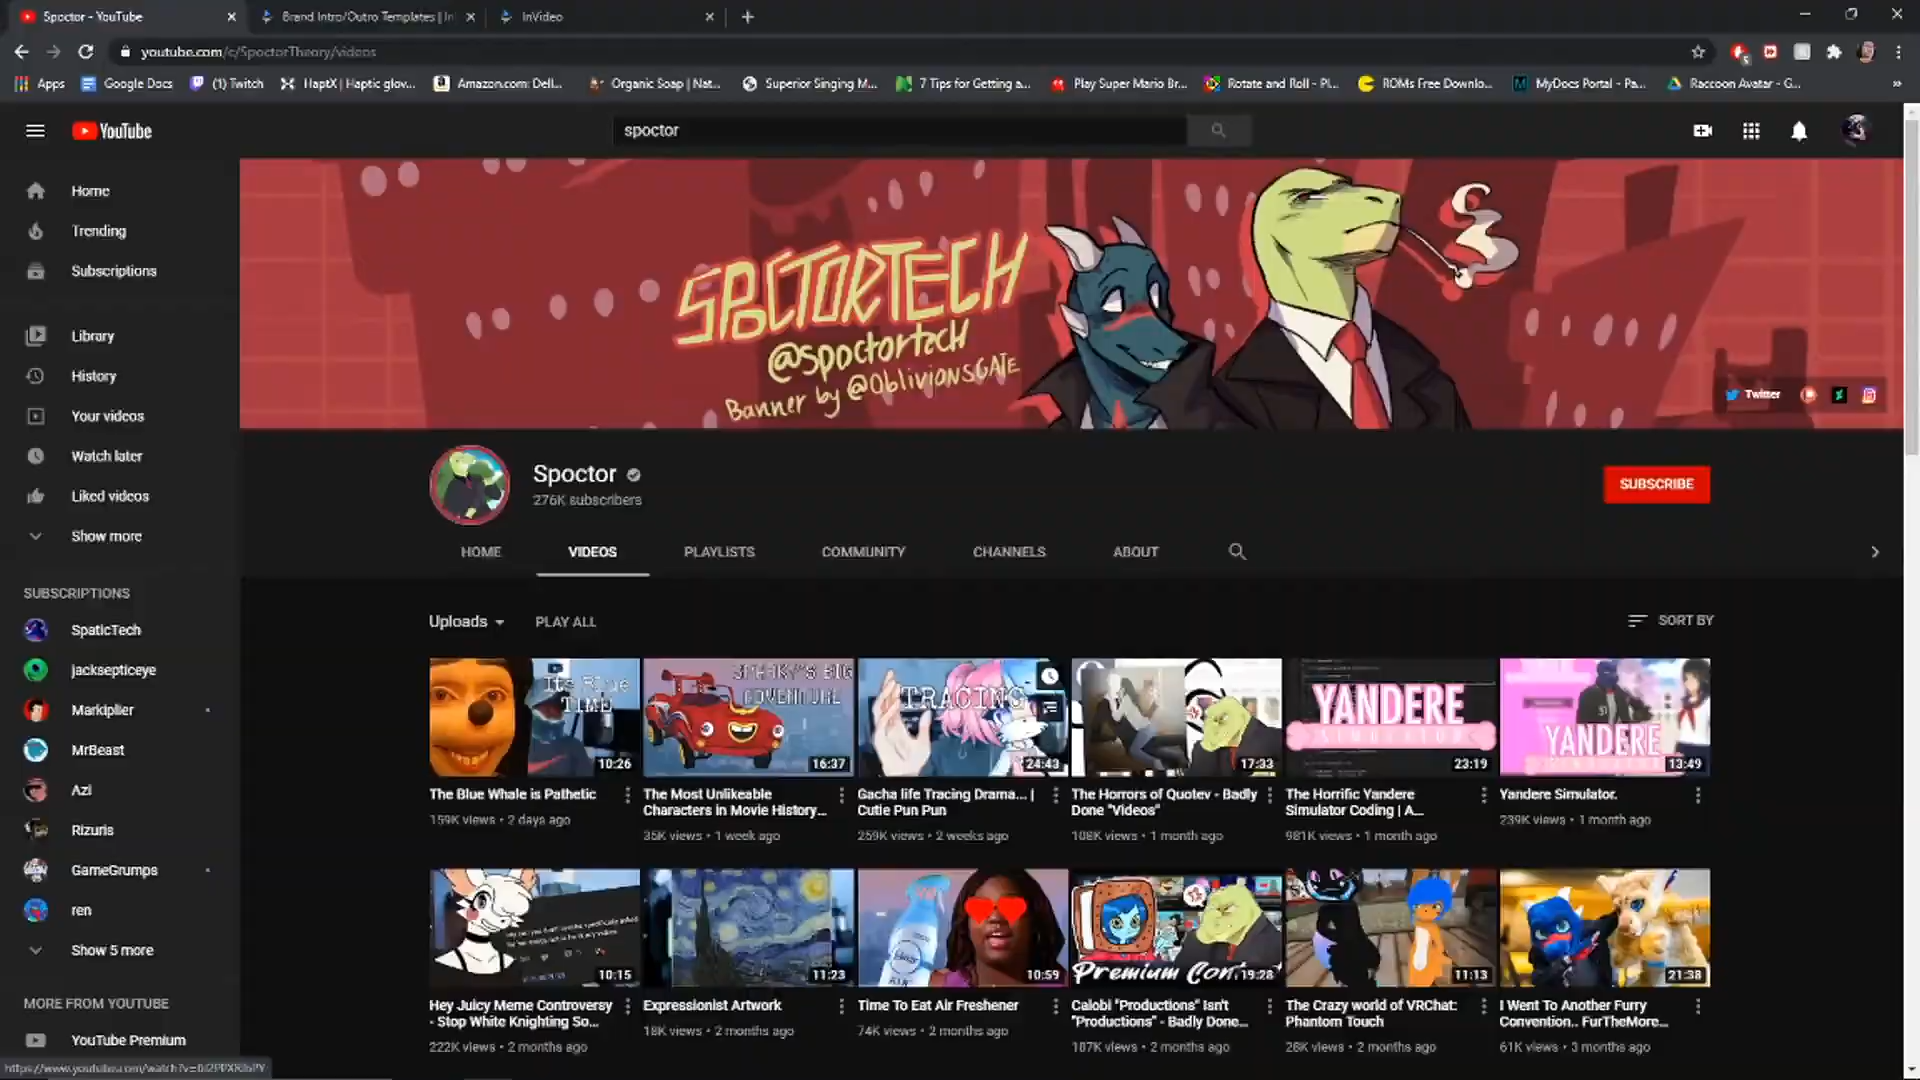 Spoctor - YouTube
Brand Intro/Outro Templates | In
InVideo
youtube.com/c/SpoctorTheory/videos
Apps
Google Docs
(1) Twitch
HaptX | Haptic glov...
Amazon.com: Dell...
Organic Soap | Nat...
Superior Singing M...
7 Tips for Getting a...
Play Super Mario Br...
Rotate and Roll - Pl...
ROMs Free Downlo...
MyDocs Portal - Pa...
Raccoon Avatar - G...
YouTube
spoctor
Home
Trending
Subscriptions
Library
History
Your videos
Watch later
Liked videos
Show more
SUBSCRIPTIONS
SpaticTech
jacksepticeye
Markiplier
MrBeast
Azi
Rizuris
GameGrumps
ren
Show 5 more
MORE FROM YOUTUBE
YouTube Premium
SPOCTORTECH
@spoctortech
Banner by @OblivionsGATE
Twitter
Spoctor
276K subscribers
SUBSCRIBE
HOME
VIDEOS
PLAYLISTS
COMMUNITY
CHANNELS
ABOUT
Uploads
PLAY ALL
SORT BY
Its Blue
TIME
10:26
The Blue Whale is Pathetic
159K views • 2 days ago
SPARKY'S BIG
ADVENTURE
16:37
The Most Unlikeable
Characters in Movie History...
35K views • 1 week ago
TRACING
24:43
Gacha life Tracing Drama... |
Cutie Pun Pun
259K views • 2 weeks ago
17:33
The Horrors of Quotev - Badly
Done "Videos"
108K views • 1 month ago
YANDERE
SIMULATOR
23:19
The Horrific Yandere
Simulator Coding | A...
981K views • 1 month ago
YANDERE
13:49
Yandere Simulator.
239K views • 1 month ago
10:15
Hey Juicy Meme Controversy
- Stop White Knighting So...
222K views • 2 months ago
11:23
Expressionist Artwork
18K views • 2 months ago
10:59
Time To Eat Air Freshener
74K views • 2 months ago
Premium Con
19:28
Calobi "Productions" Isn't
"Productions" - Badly Done...
187K views • 2 months ago
11:13
The Crazy world of VRChat:
Phantom Touch
28K views • 2 months ago
21:38
I Went To Another Furry
Convention.. FurTheMore...
61K views • 3 months ago